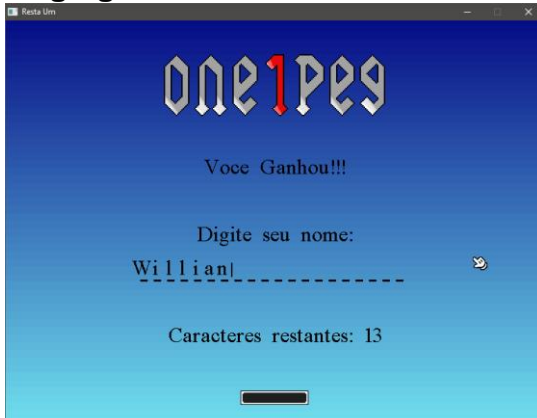 Resta Um
one1peg
Voce Ganhou!!!
Digite seu nome:
Willian
Caracteres restantes: 13